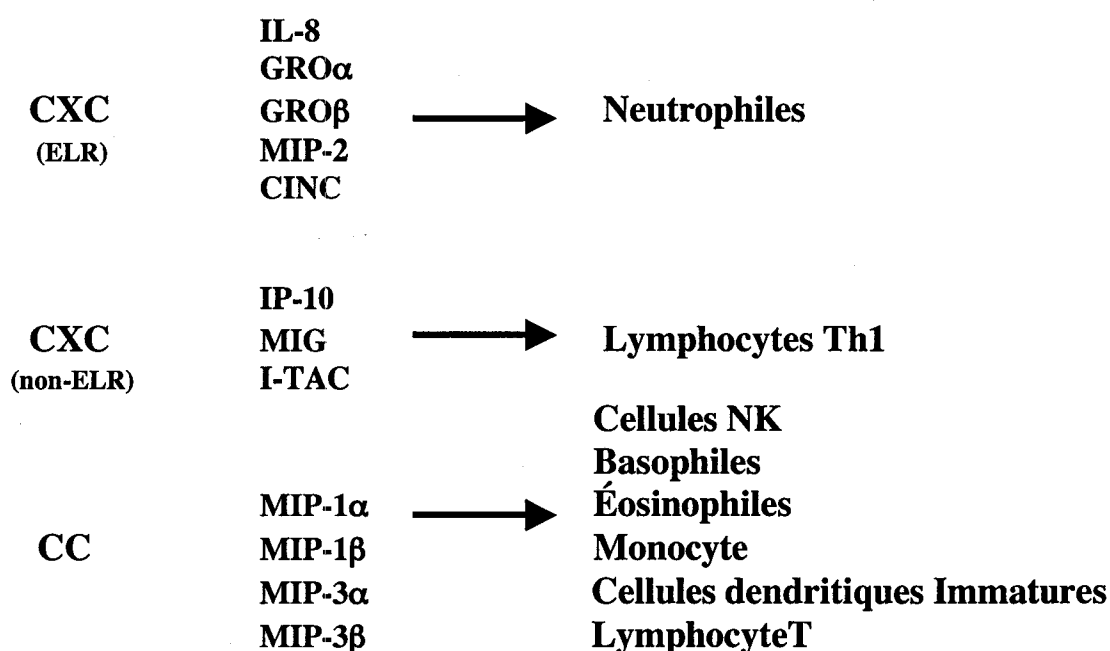 CXC
(ELR)
IL-8
GROα
GROβ
MIP-2
CINC
Neutrophiles
CXC
(non-ELR)
IP-10
MIG
I-TAC
Lymphocytes Th1
CC
MIP-1α
MIP-1β
MIP-3α
MIP-3β
Cellules NK
Basophiles
Éosinophiles
Monocyte
Cellules dendritiques Immatures
LymphocyteT